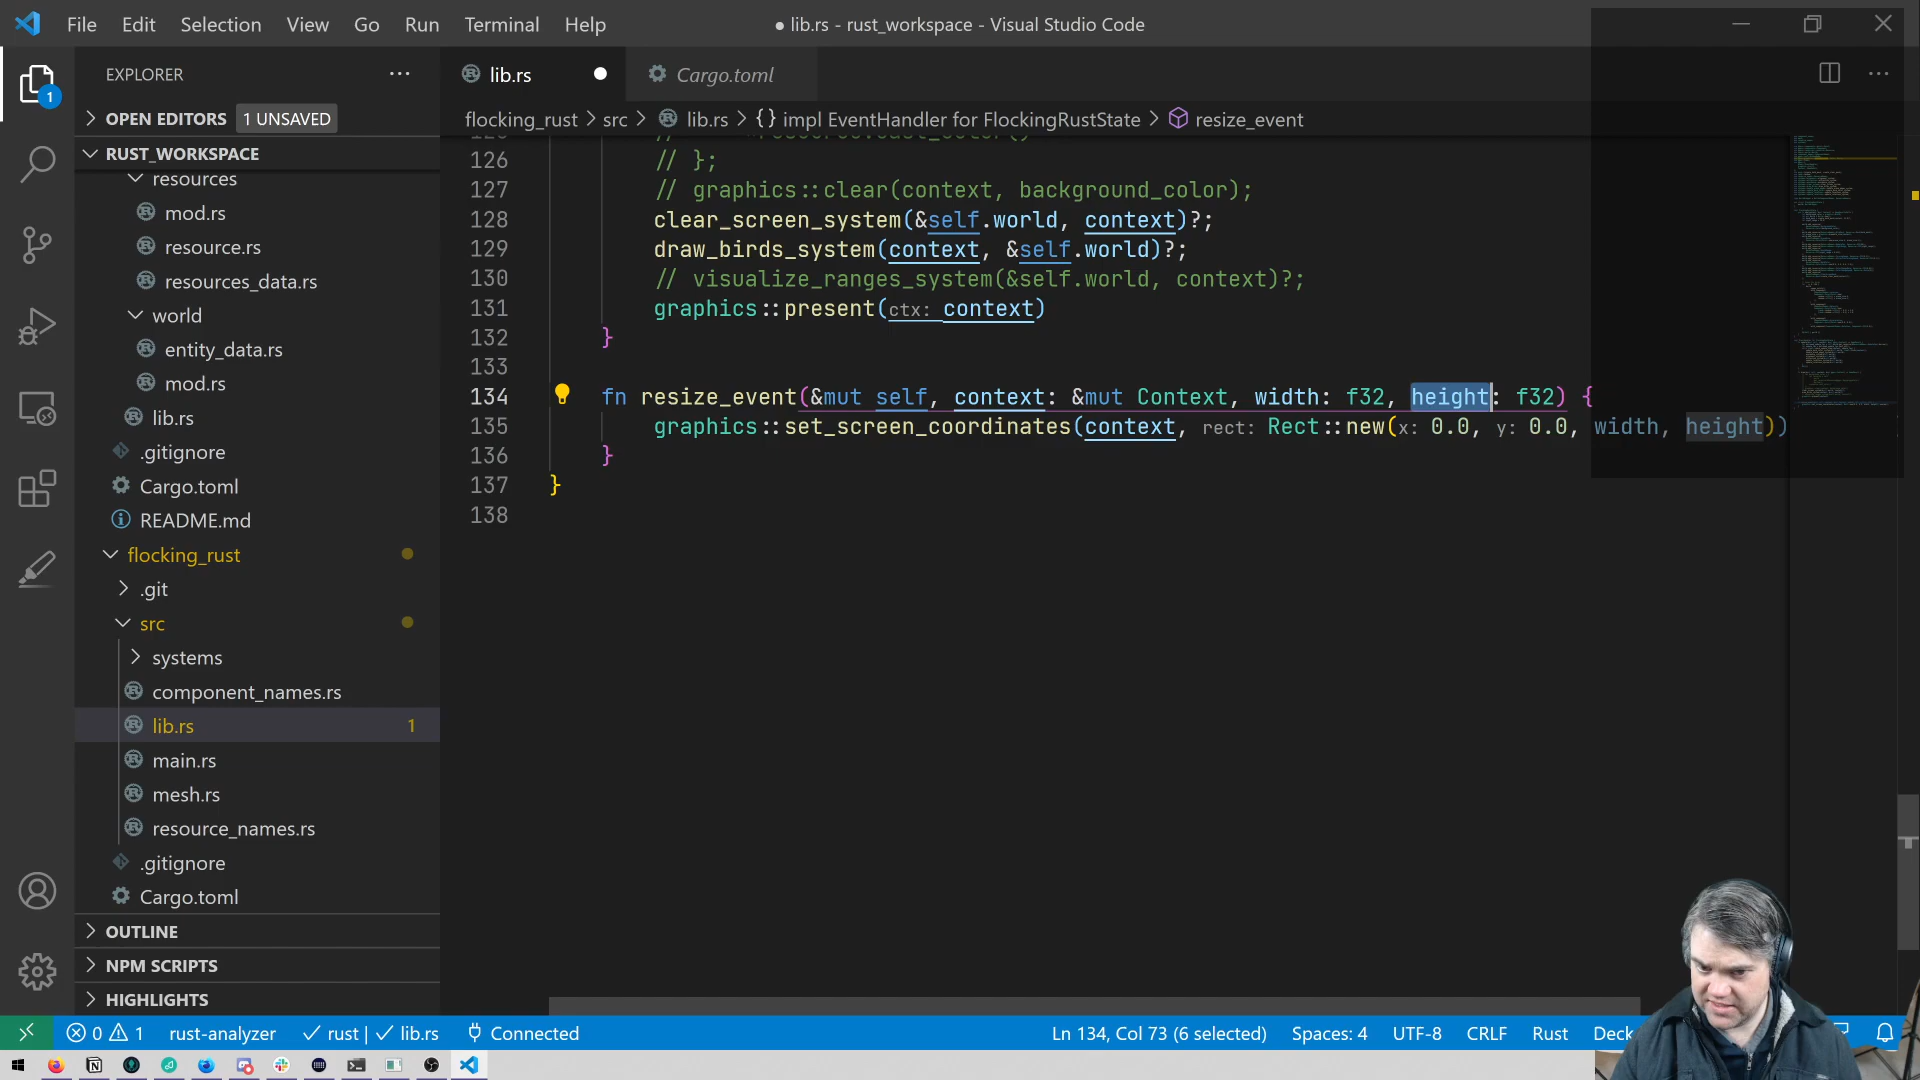 File Edit Selection View Go Run Terminal Help
● lib.rs - rust_workspace - Visual Studio Code
EXPLORER
lib.rs
Cargo.toml
OPEN EDITORS 1 UNSAVED
flocking_rust > src > lib.rs > {} impl EventHandler for FlockingRustState > resize_event
RUST_WORKSPACE
resources
mod.rs
resource.rs
resources_data.rs
world
entity_data.rs
mod.rs
lib.rs
.gitignore
Cargo.toml
README.md
flocking_rust
.git
src
systems
component_names.rs
lib.rs 1
main.rs
mesh.rs
resource_names.rs
.gitignore
Cargo.toml
OUTLINE
NPM SCRIPTS
HIGHLIGHTS
126 // };
127 // graphics::clear(context, background_color);
128 clear_screen_system(&self.world, context)?;
129 draw_birds_system(context, &self.world)?;
130 // visualize_ranges_system(&self.world, context)?;
131 graphics::present(ctx: context)
132 }
133
134 fn resize_event(&mut self, context: &mut Context, width: f32, height: f32) {
135 graphics::set_screen_coordinates(context, rect: Rect::new(x: 0.0, y: 0.0, width, height))
136 }
137 }
138
1
0 1 rust-analyzer ✓ rust | ✓ lib.rs Connected
Ln 134, Col 73 (6 selected) Spaces: 4 UTF-8 CRLF Rust Deck